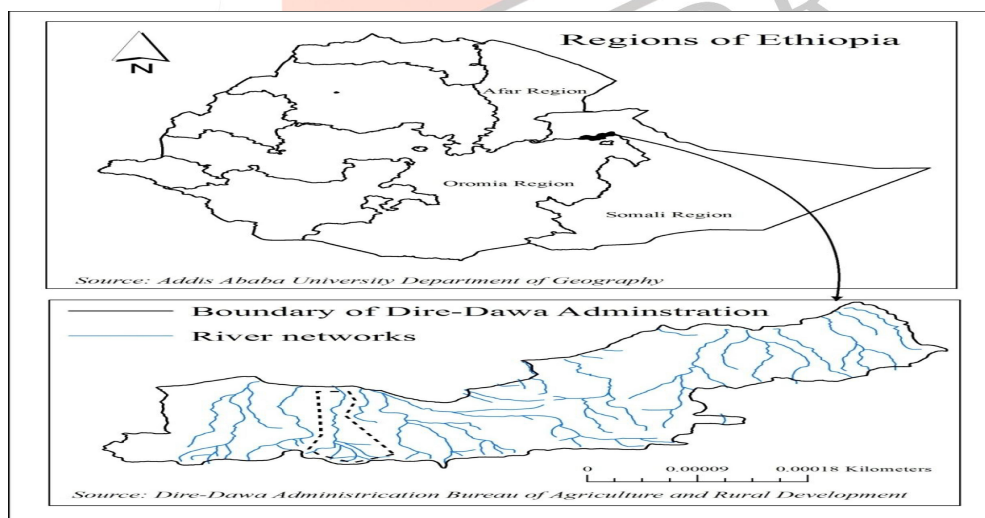 Regions of Ethiopia
N
Afar Region
Oromia Region
Somali Region
Source: Addis Ababa University Department of Geography
Boundary of Dire-Dawa Adminstration
River networks
0 0.00009 0.00018 Kilometers
Source: Dire-Dawa Administrication Bureau of Agriculture and Rural Development